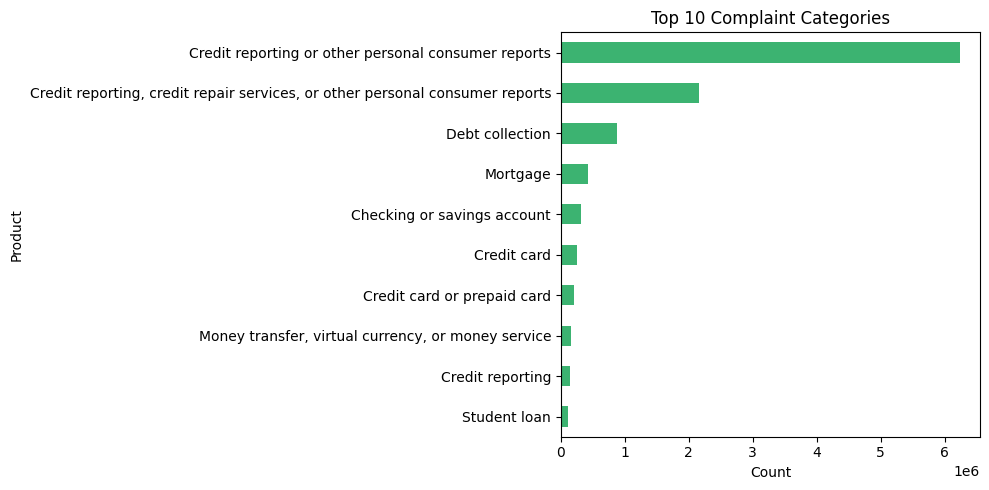 Top 10 Complaint Categories
Product
Credit reporting or other personal consumer reports
Credit reporting, credit repair services, or other personal consumer reports
Debt collection
Mortgage
Checking or savings account
Credit card
Credit card or prepaid card
Money transfer, virtual currency, or money service
Credit reporting
Student loan
0 1 2 3 4 5 6
1e6
Count